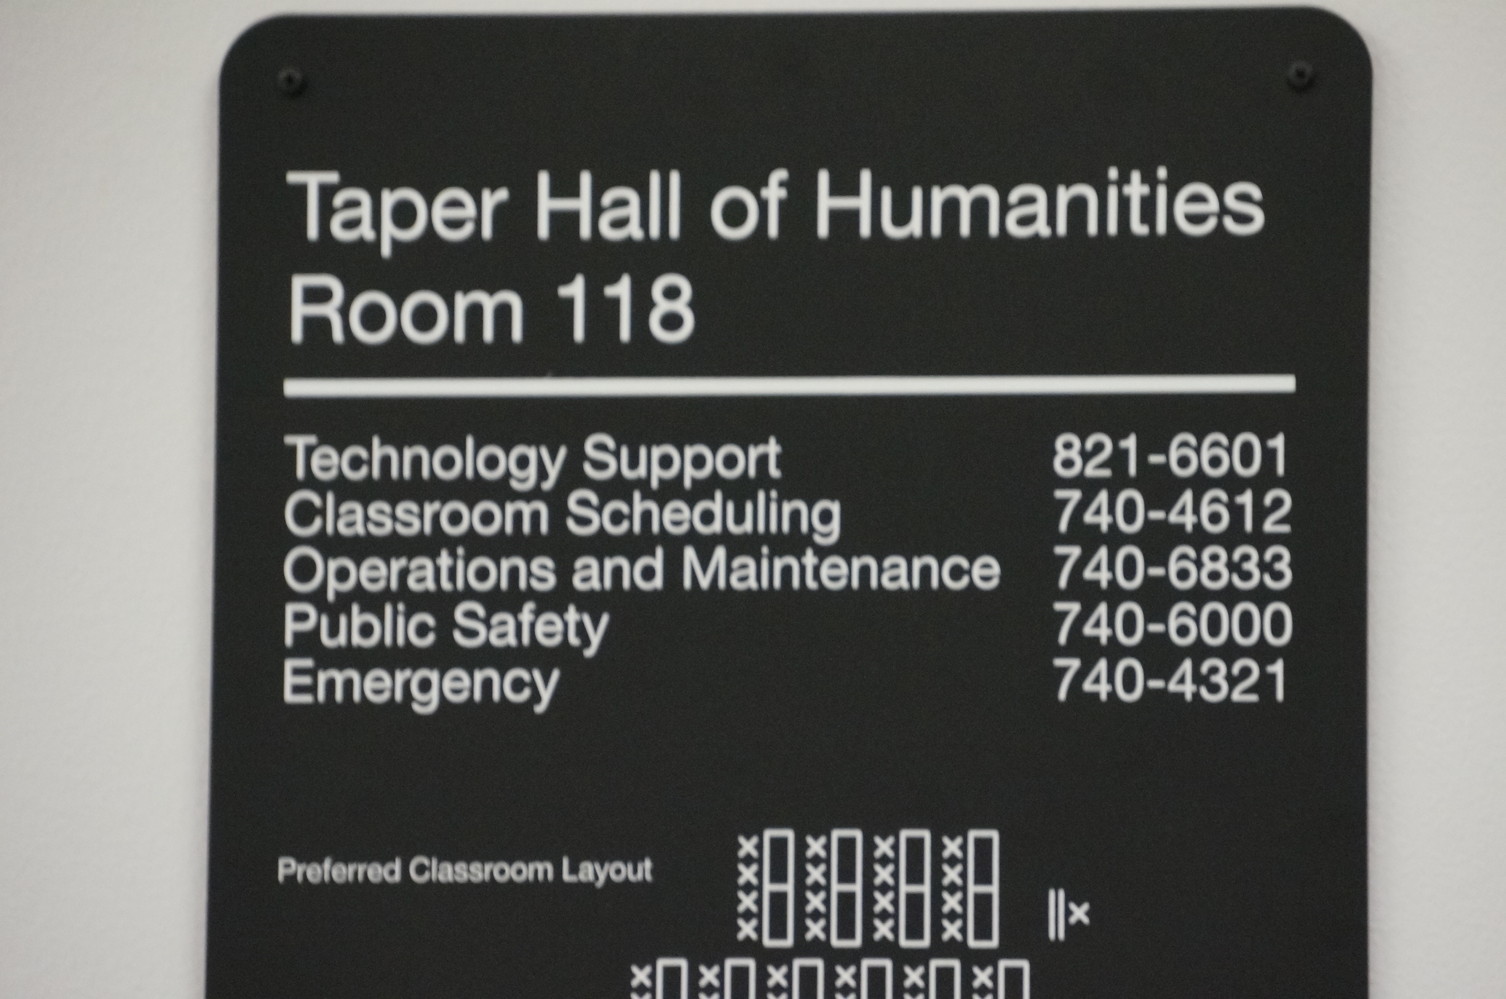 Taper Hall of Humanities
Room 118
Technology Support 821-6601
Classroom Scheduling 740-4612
Operations and Maintenance 740-6833
Public Safety 740-6000
Emergency 740-4321
Preferred Classroom Layout